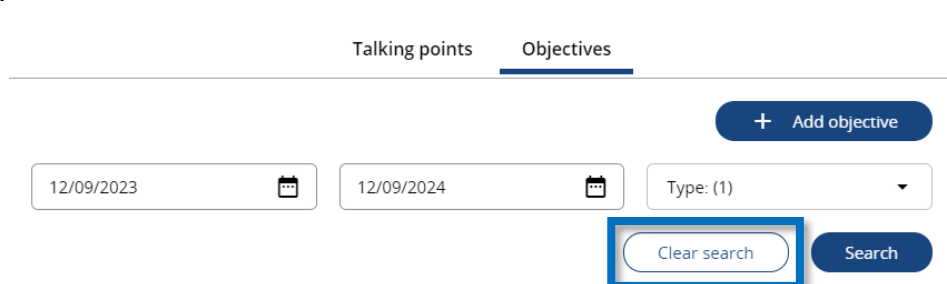 Talking points Objectives
+ Add objective
12/09/2023 12/09/2024 Type: (1)
Clear search Search